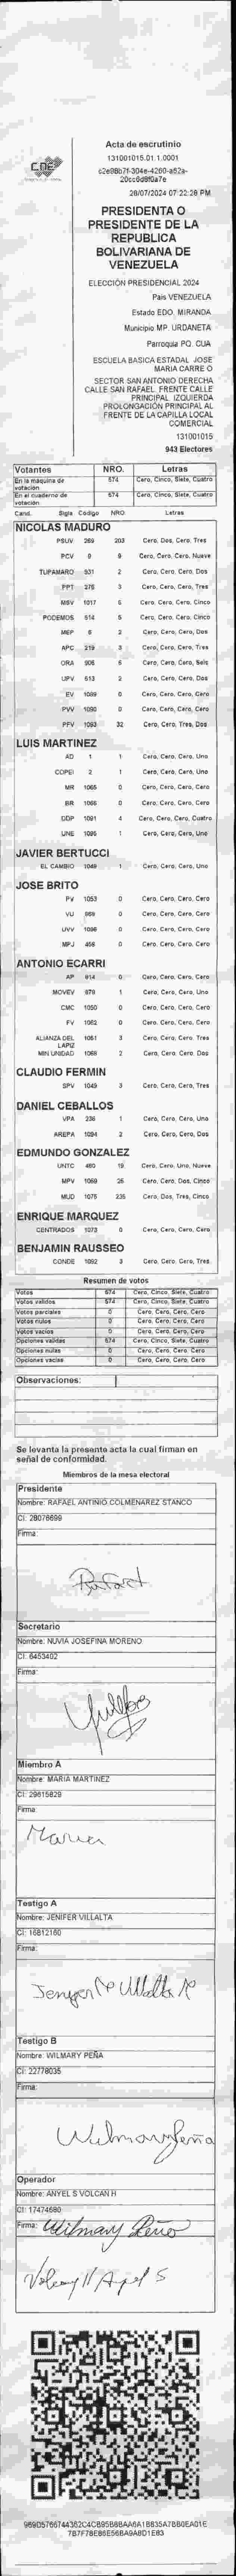 CNE
Acta de escrutinio
131001015.01.1.0001
20cc6d8f0a7e
28/07/2024 07:22:28 PM
PRESIDENTA O
PRESIDENTE DE LA
REPUBLICA
BOLIVARIANA DE
VENEZUELA
ELECCIÓN PRESIDENCIAL 2024
Pais VENEZUELA
Estado EDO. MIRANDA
Municipio MP. URDANETA
Parroquia PQ. CUA
ESCUELA BASICA ESTADAL JOSE
MARIA CARRE O
SECTOR SAN ANTONIO DERECHA
CALLE SAN RAFAEL. FRENTE CALLE
PRINCIPAL. IZQUIERDA
PROLONGACIÓN PRINCIPAL AL
FRENTE DE LA CAPILLA LOCAL
COMERCIAL
131001015
943 Electores
Votantes NRO. Letras
En la máquina de votación 574 Cero, Cinco, Siete, Cuatro
En el cuaderno de votación 574 Cero, Cinco, Siete, Cuatro
Cand. Sigla Código NRO. Letras
NICOLAS MADURO
PSUV 269 203 Cero, Dos, Cero, Tres
PCV 9 9 Cero, Cero, Cero, Nueve
TUPAMARO 931 2 Cero, Cero, Cero, Dos
PPT 275 3 Cero, Cero, Cero, Tres
MSV 1017 5 Cero, Cero, Cero, Cinco
PODEMOS 514 5 Cero, Cero, Cero, Cinco
MEP 6 2 Cero, Cero, Cero, Dos
APC 219 3 Cero, Cero, Cero, Tres
ORA 905 6 Cero, Cero, Cero, Seis
UPV 513 2 Cero, Cero, Cero, Dos
EV 1089 0 Cero, Cero, Cero, Cero
PVV 1090 0 Cero, Cero, Cero, Cero
PFV 1093 32 Cero, Cero, Tres, Dos
LUIS MARTINEZ
AD 1 1 Cero, Cero, Cero, Uno
COPEI 2 1 Cero, Cero, Cero, Uno
MR 1065 0 Cero, Cero, Cero, Cero
BR 1066 0 Cero, Cero, Cero, Cero
DDP 1091 4 Cero, Cero, Cero, Cuatro
UNE 1095 1 Cero, Cero, Cero, Uno
JAVIER BERTUCCI
EL CAMBIO 1048 1 Cero, Cero, Cero, Uno
JOSE BRITO
PV 1053 0 Cero, Cero, Cero, Cero
VU 868 0 Cero, Cero, Cero, Cero
UVV 1096 0 Cero, Cero, Cero, Cero
MPJ 458 0 Cero, Cero, Cero, Cero
ANTONIO ECARRI
AP 914 0 Cero, Cero, Cero, Cero
MOVEV 979 1 Cero, Cero, Cero, Uno
CMC 1050 0 Cero, Cero, Cero, Cero
FV 1052 0 Cero, Cero, Cero, Cero
ALIANZA DEL LAPIZ 1061 3 Cero, Cero, Cero, Tres
MIN UNIDAD 1068 2 Cero, Cero, Cero, Dos
CLAUDIO FERMIN
SPV 1049 3 Cero, Cero, Cero, Tres
DANIEL CEBALLOS
VPA 236 1 Cero, Cero, Cero, Uno
AREPA 1094 2 Cero, Cero, Cero, Dos
EDMUNDO GONZALEZ
UNTC 480 19 Cero, Cero, Uno, Nueve
MPV 1069 25 Cero, Cero, Dos, Cinco
MUD 1075 235 Cero, Dos, Tres, Cinco
ENRIQUE MARQUEZ
CENTRADOS 1073 0 Cero, Cero, Cero, Cero
BENJAMIN RAUSSEO
CONDE 1092 3 Cero, Cero, Cero, Tres
Resumen de votos
Votos 574 Cero, Cinco, Siete, Cuatro
Votos validos 574 Cero, Cinco, Siete, Cuatro
Votos parciales 0 Cero, Cero, Cero, Cero
Votos nulos 0 Cero, Cero, Cero, Cero
Votos vacios 0 Cero, Cero, Cero, Cero
Opciones validas 574 Cero, Cinco, Siete, Cuatro
Opciones nulas 0 Cero, Cero, Cero, Cero
Opciones vacias 0 Cero, Cero, Cero, Cero
Observaciones:
Se levanta la presente acta la cual firman en
señal de conformidad.
Miembros de la mesa electoral
Presidente
Nombre: RAFAEL ANTINIO COLMENAREZ STANCO
CI: 28076699
Firma:
Rafael
Secretario
Nombre: NUVIA JOSEFINA MORENO
CI: 6453402
Firma:
Miembro A
Nombre: MARIA MARTINEZ
CI: 29615829
Firma:
Maria
Testigo A
Nombre: JENIFER VILLALTA
CI: 16812160
Firma:
Testigo B
Nombre: WILMARY PEÑA
CI: 22778035
Firma:
Wilmary Peña
Operador
Nombre: ANYEL S VOLCAN H
CI: 17474680
Firma: Wilmary Peña